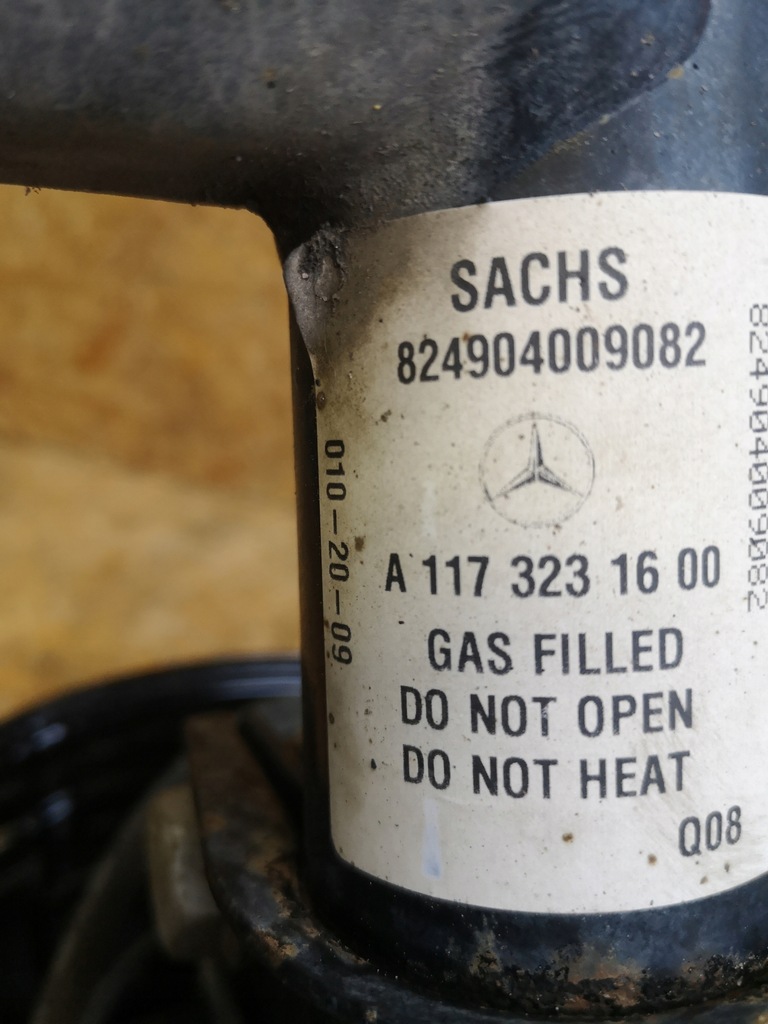 SACHS
824904009082
A 117 323 16 00
GAS FILLED
DO NOT OPEN
DO NOT HEAT
Q08
010-20-09
824904009082